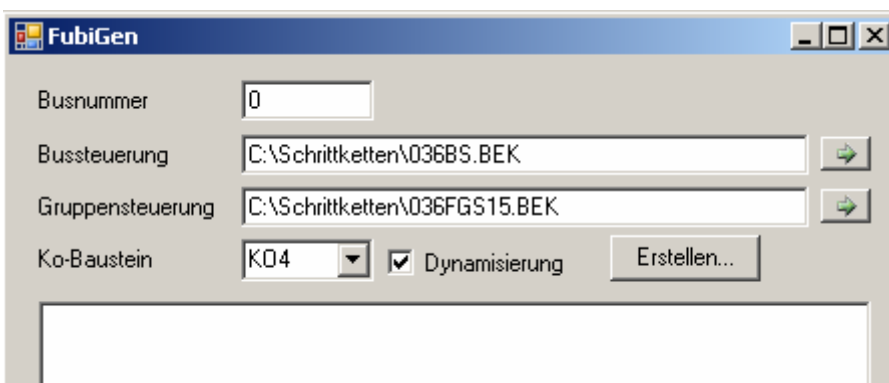 FubiGen
Busnummer 0
Bussteuerung C:\Schrittketten\036BS.BEK
Gruppensteuerung C:\Schrittketten\036FGS15.BEK
Ko-Baustein KO4 Dynamisierung Erstellen...